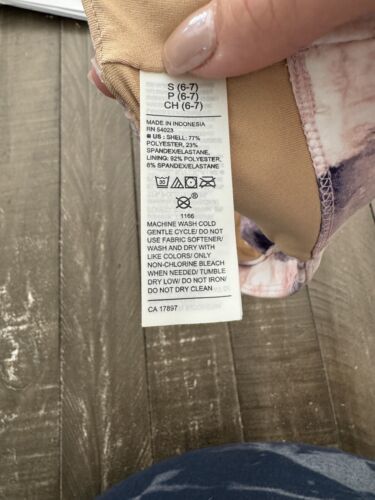 S (6-7)
P (6-7)
CH (6-7)
MADE IN INDONESIA
RN 54023
US : SHELL: 77%
POLYESTER, 23%
SPANDEX/ELASTANE,
LINING: 92% POLYESTER,
8% SPANDEX/ELASTANE
30
®
1166
MACHINE WASH COLD
GENTLE CYCLE/ DO NOT
USE FABRIC SOFTENER/
WASH AND DRY WITH
LIKE COLORS/ ONLY
NON-CHLORINE BLEACH
WHEN NEEDED/ TUMBLE
DRY LOW/ DO NOT IRON/
DO NOT DRY CLEAN
CA 17897